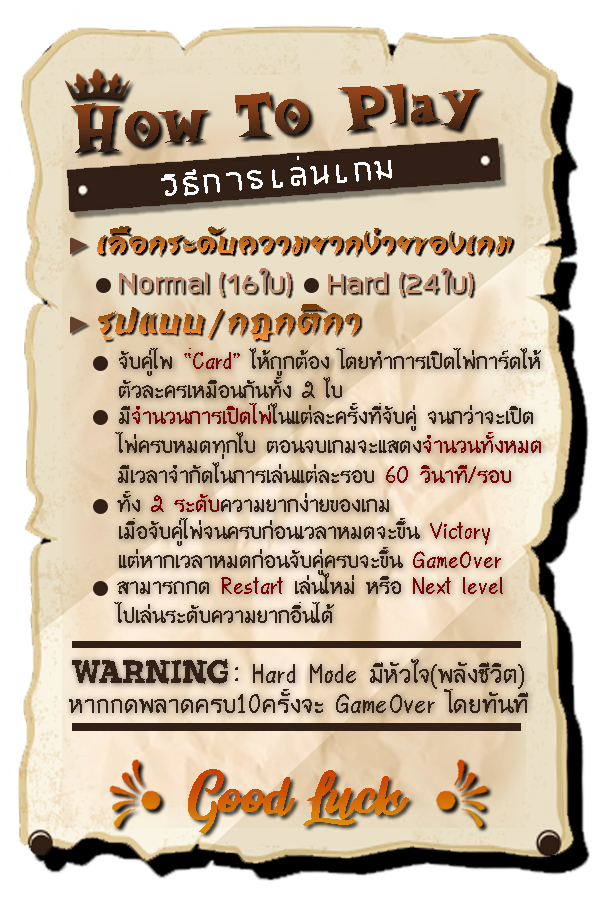 How To Play
วิธีการเล่นเกม
เลือกระดับความยากง่ายของเกม
Normal (16ใบ) Hard (24ใบ)
รูปแบบ/กฎกติกา
จับคู่ไพ่ “Card” ให้ถูกต้อง โดยทำการเปิดไพ่การ์ดให้
ตัวละครเหมือนกันทั้ง 2 ใบ
มีจำนวนการเปิดไพ่ในแต่ละครั้งที่จับคู่ จนกว่าจะเปิด
ไพ่ครบหมดทุกใบ ตอนจบเกมจะแสดงจำนวนทั้งหมด
มีเวลาจำกัดในการเล่นแต่ละรอบ 60 วินาที/รอบ
ทั้ง 2 ระดับความยากง่ายของเกม
เมื่อจับคู่ไพ่จนครบก่อนเวลาหมดจะขึ้น Victory
แต่หากเวลาหมดก่อนจับคู่ครบจะขึ้น GameOver
สามารถกด Restart เล่นใหม่ หรือ Next level
ไปเล่นระดับความยากอื่นได้
WARNING: Hard Mode มีหัวใจ(พลังชีวิต)
หากกดพลาดครบ10ครั้งจะ GameOver โดยทันที
Good Luck